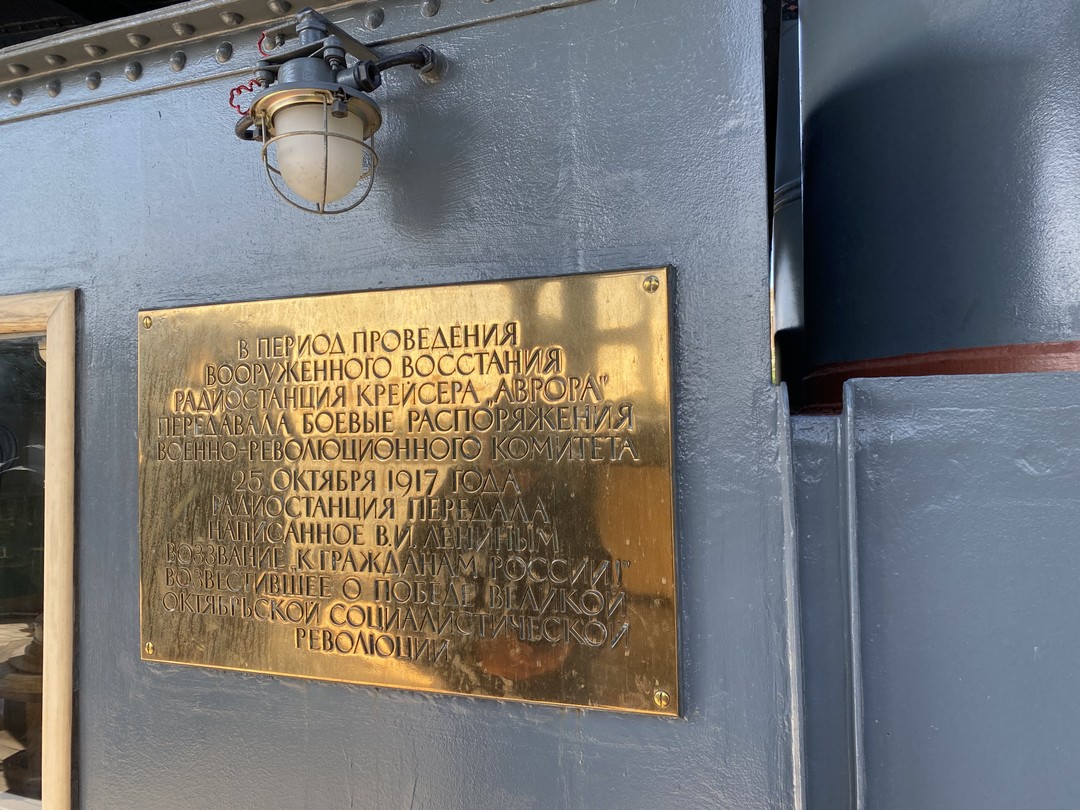 В ПЕРИОД ПРОВЕДЕНИЯ
ВООРУЖЕННОГО ВОССТАНИЯ
РАДИОСТАНЦИЯ КРЕЙСЕРА „АВРОРА"
ПЕРЕДАВАЛА БОЕВЫЕ РАСПОРЯЖЕНИЯ
ВОЕННО-РЕВОЛЮЦИОННОГО КОМИТЕТА
25 ОКТЯБРЯ 1917 ГОДА
РАДИОСТАНЦИЯ ПЕРЕДАЛА
НАПИСАННОЕ В.И. ЛЕНИНЫМ
ВОЗЗВАНИЕ „К ГРАЖДАНАМ РОССИИ!"
ВОЗВЕСТИВШЕЕ О ПОБЕДЕ ВЕЛИКОЙ
ОКТЯБРЬСКОЙ СОЦИАЛИСТИЧЕСКОЙ
РЕВОЛЮЦИИ